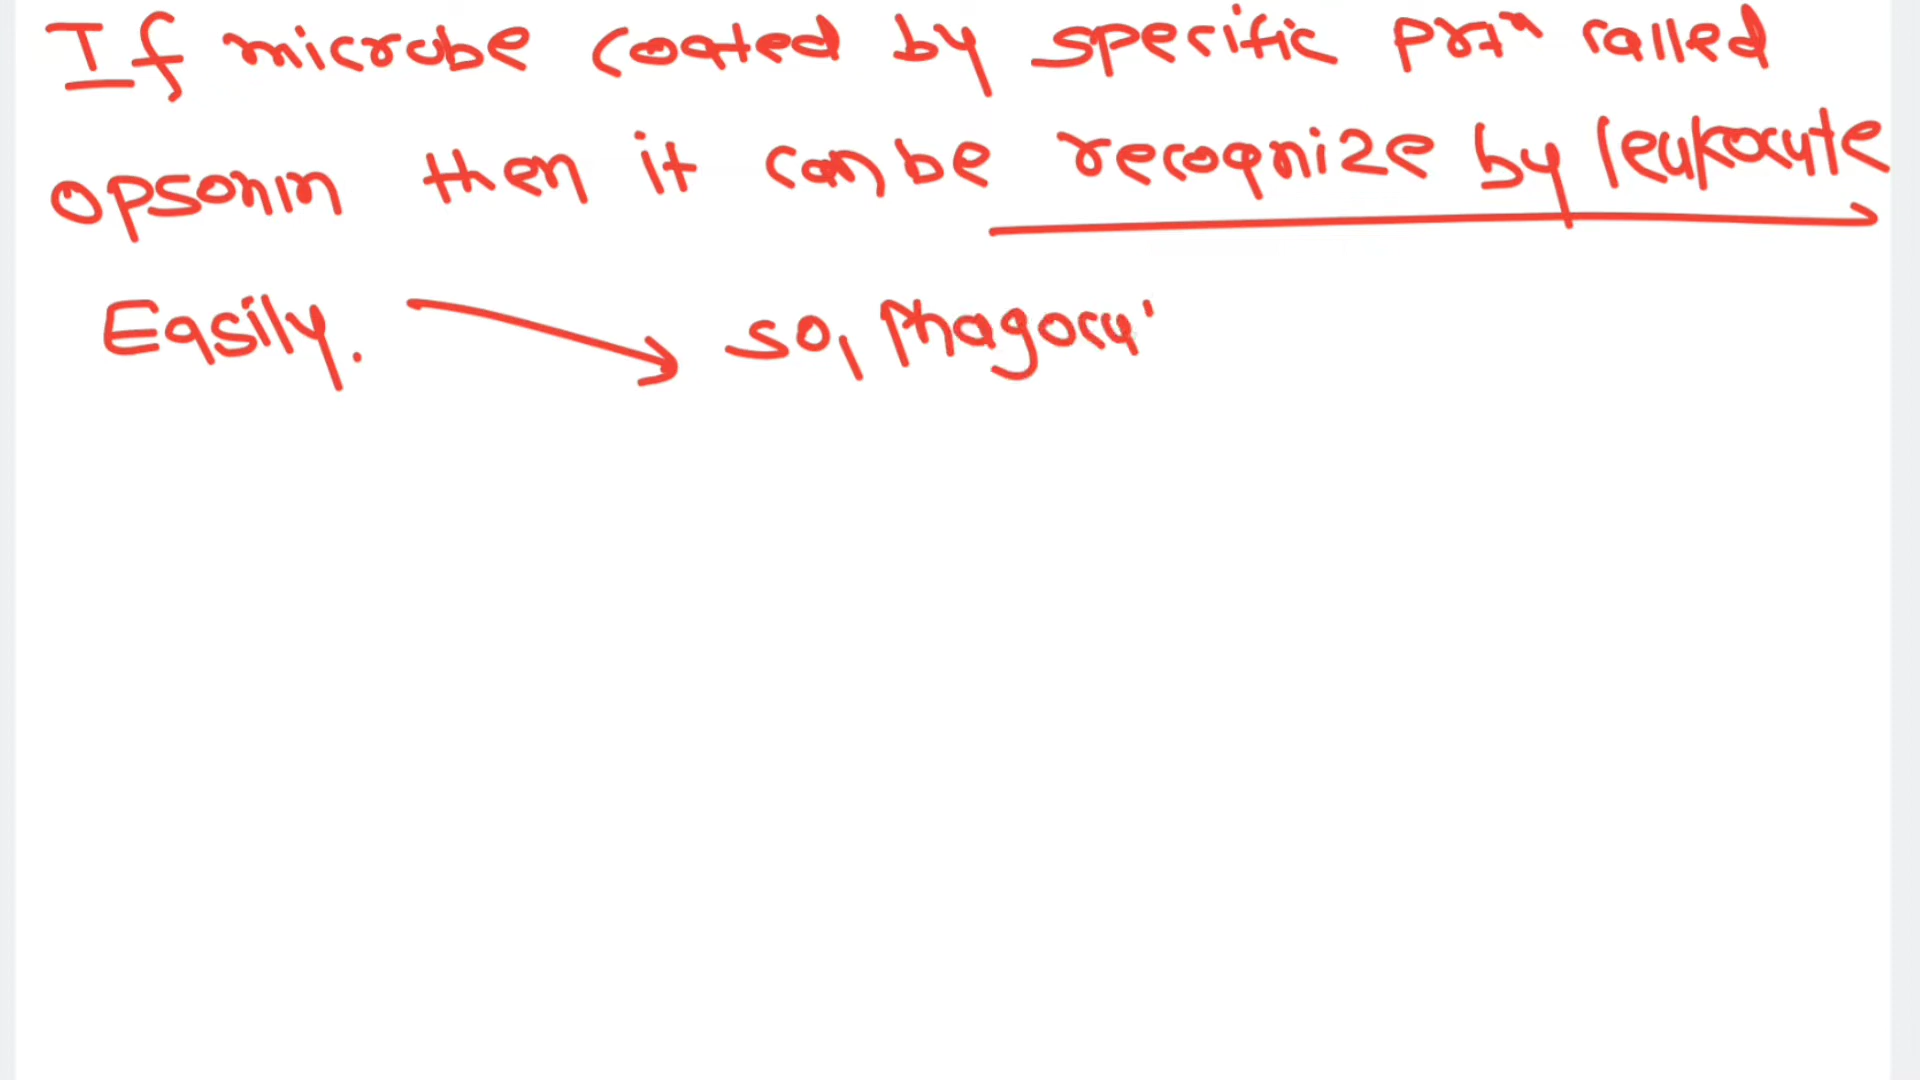 If microbe coated by specific prtn called
opsonin then it can be recognize by leukocyte
Easily. → so, Phagocy